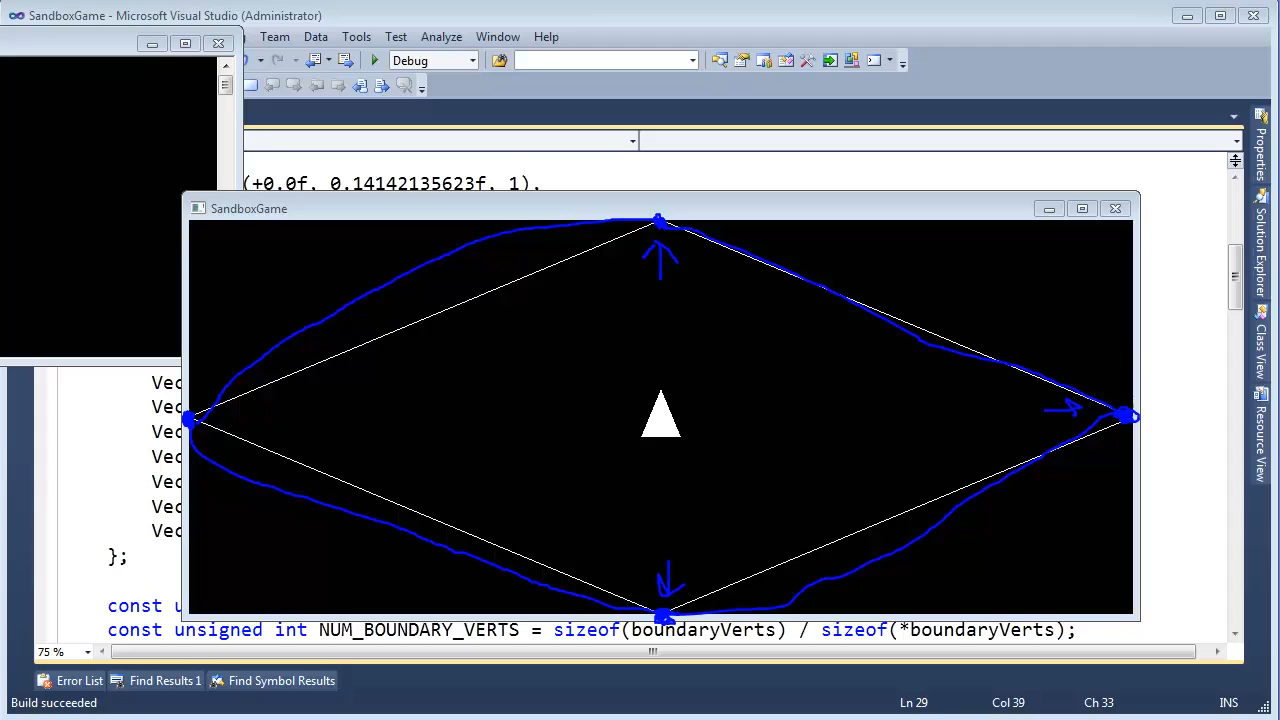 SandboxGame - Microsoft Visual Studio (Administrator)
Team Data Tools Test Analyze Window Help
Debug
(+0.0f, 0.14142135623f, 1),
SandboxGame
Properties
Solution Explorer
Class View
Resource View
Vec
Vec
Vec
Vec
Vec
Vec
Vec
};
const u
const unsigned int NUM_BOUNDARY_VERTS = sizeof(boundaryVerts) / sizeof(*boundaryVerts);
75 %
Error List Find Results 1 Find Symbol Results
Build succeeded Ln 29 Col 39 Ch 33 INS